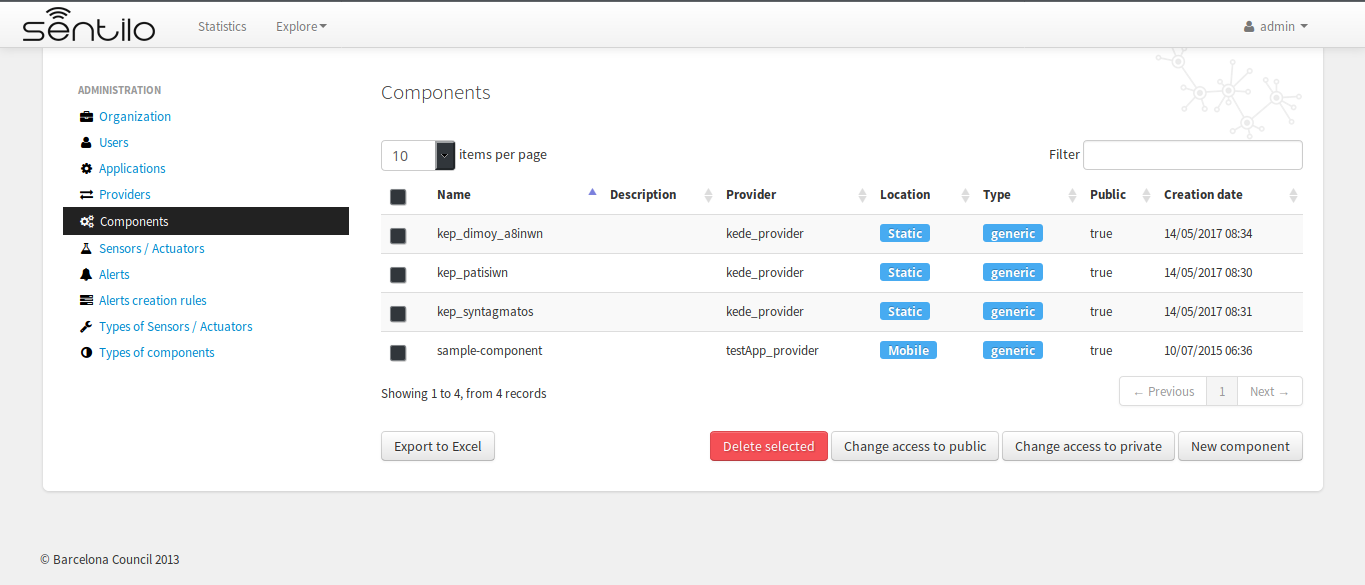 sentilo Statistics Explore admin
ADMINISTRATION
Organization
Users
Applications
Providers
Components
Sensors / Actuators
Alerts
Alerts creation rules
Types of Sensors / Actuators
Types of components
Components
10 items per page Filter
Name Description Provider Location Type Public Creation date
kep_dimoy_a8inwn kede_provider Static generic true 14/05/2017 08:34
kep_patisiwn kede_provider Static generic true 14/05/2017 08:30
kep_syntagmatos kede_provider Static generic true 14/05/2017 08:31
sample-component testApp_provider Mobile generic true 10/07/2015 06:36
Showing 1 to 4, from 4 records
← Previous 1 Next →
Export to Excel Delete selected Change access to public Change access to private New component
© Barcelona Council 2013